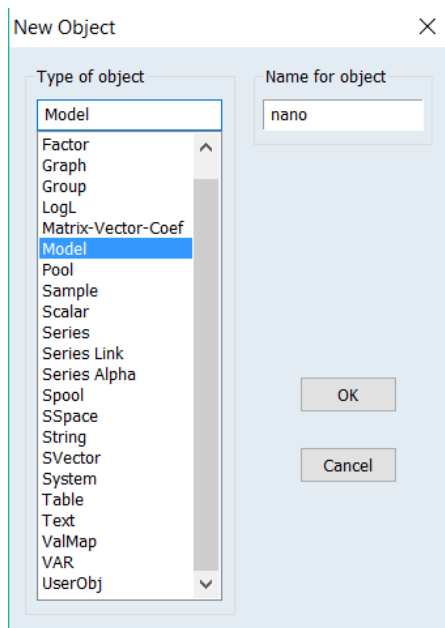 New Object
Type of object
Name for object
Model
nano
Factor
Graph
Group
LogL
Matrix-Vector-Coef
Model
Pool
Sample
Scalar
Series
Series Link
Series Alpha
Spool
SSpace
String
SVector
System
Table
Text
ValMap
VAR
UserObj
OK
Cancel